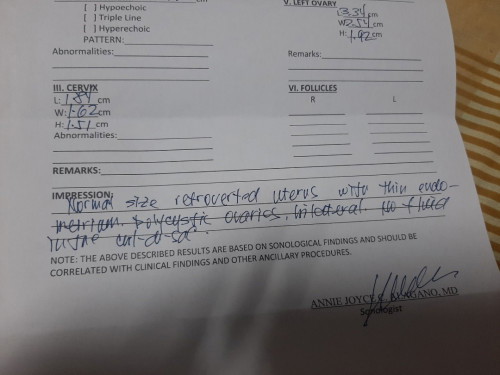 [ ] Hypoechoic
[ ] Triple Line
[ ] Hyperechoic
PATTERN:
Abnormalities:
V. LEFT OVARY
cm
W: 2.54 cm
H: 1.92 cm
Remarks:
III. CERVIX
L: 1.84 cm
W: 1.62 cm
H: 1.51 cm
Abnormalities:
VI. FOLLICLES
R L
REMARKS:
IMPRESSION:
Normal size retroverted uterus with thin endo-
metrium. polycystic ovaries, bilateral. No fluid
in the cul-d-sac.
NOTE: THE ABOVE DESCRIBED RESULTS ARE BASED ON SONOLOGICAL FINDINGS AND SHOULD BE
CORRELATED WITH CLINICAL FINDINGS AND OTHER ANCILLARY PROCEDURES.
ANNIE JOYCE MD
Sonologist